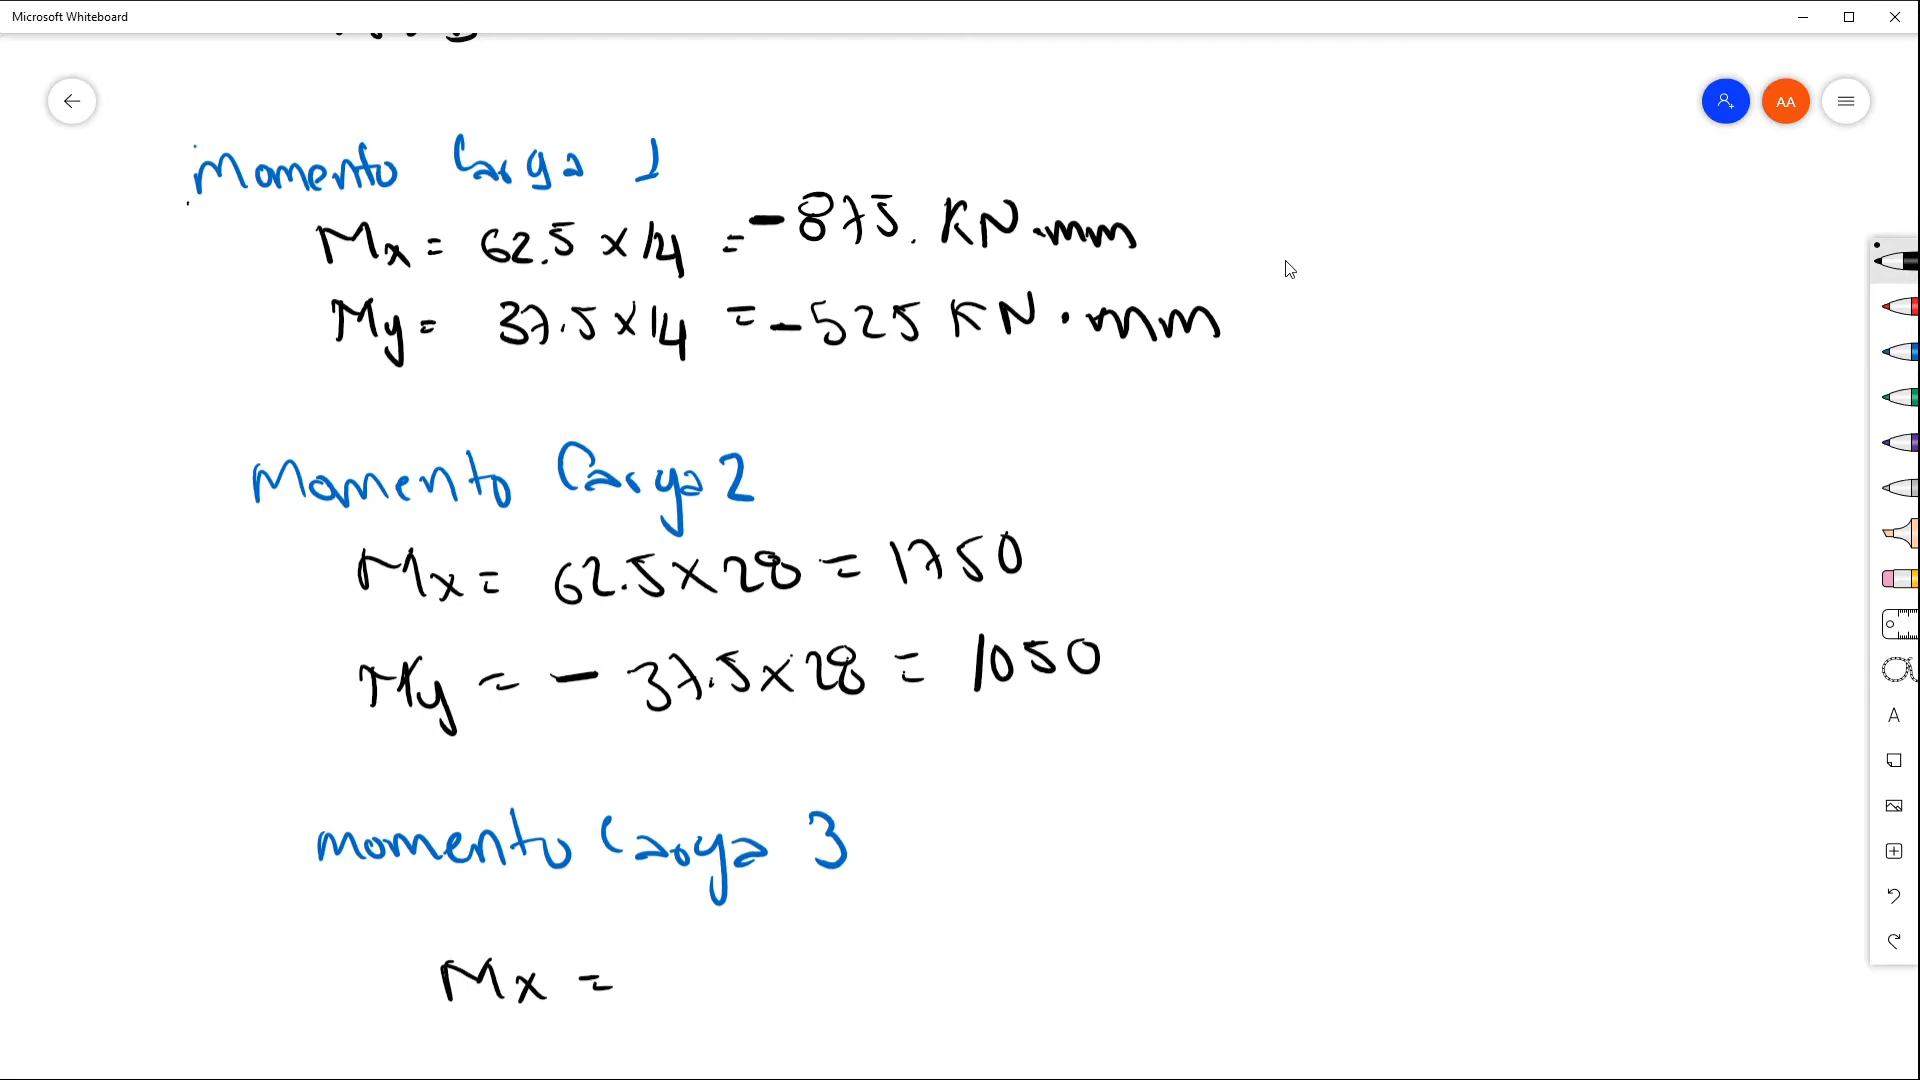 Microsoft Whiteboard
AA
Momento Carga 1
Mx = 62.5 x 14 = -875. KN.mm
My = 37.5 x 14 = -525 KN.mm
Momento Carga 2
Mx = 62.5 x 28 = 1750
My = - 37.5 x 28 = 1050
momento Carga 3
Mx =
A